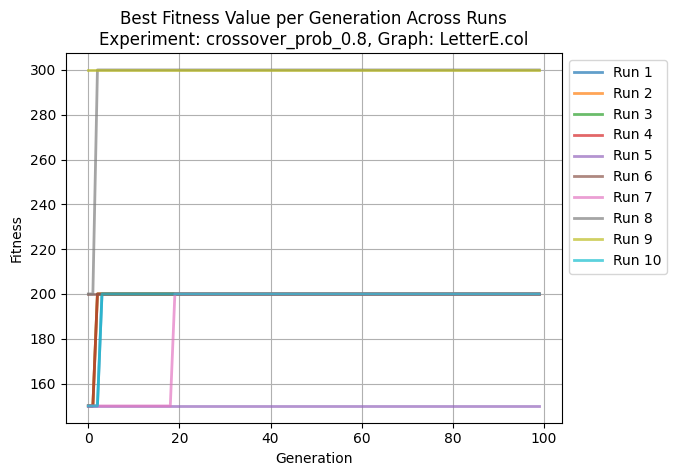 Best Fitness Value per Generation Across Runs
Experiment: crossover_prob_0.8, Graph: LetterE.col
Fitness
300
280
260
240
220
200
180
160
0 20 40 60 80 100
Generation
Run 1
Run 2
Run 3
Run 4
Run 5
Run 6
Run 7
Run 8
Run 9
Run 10